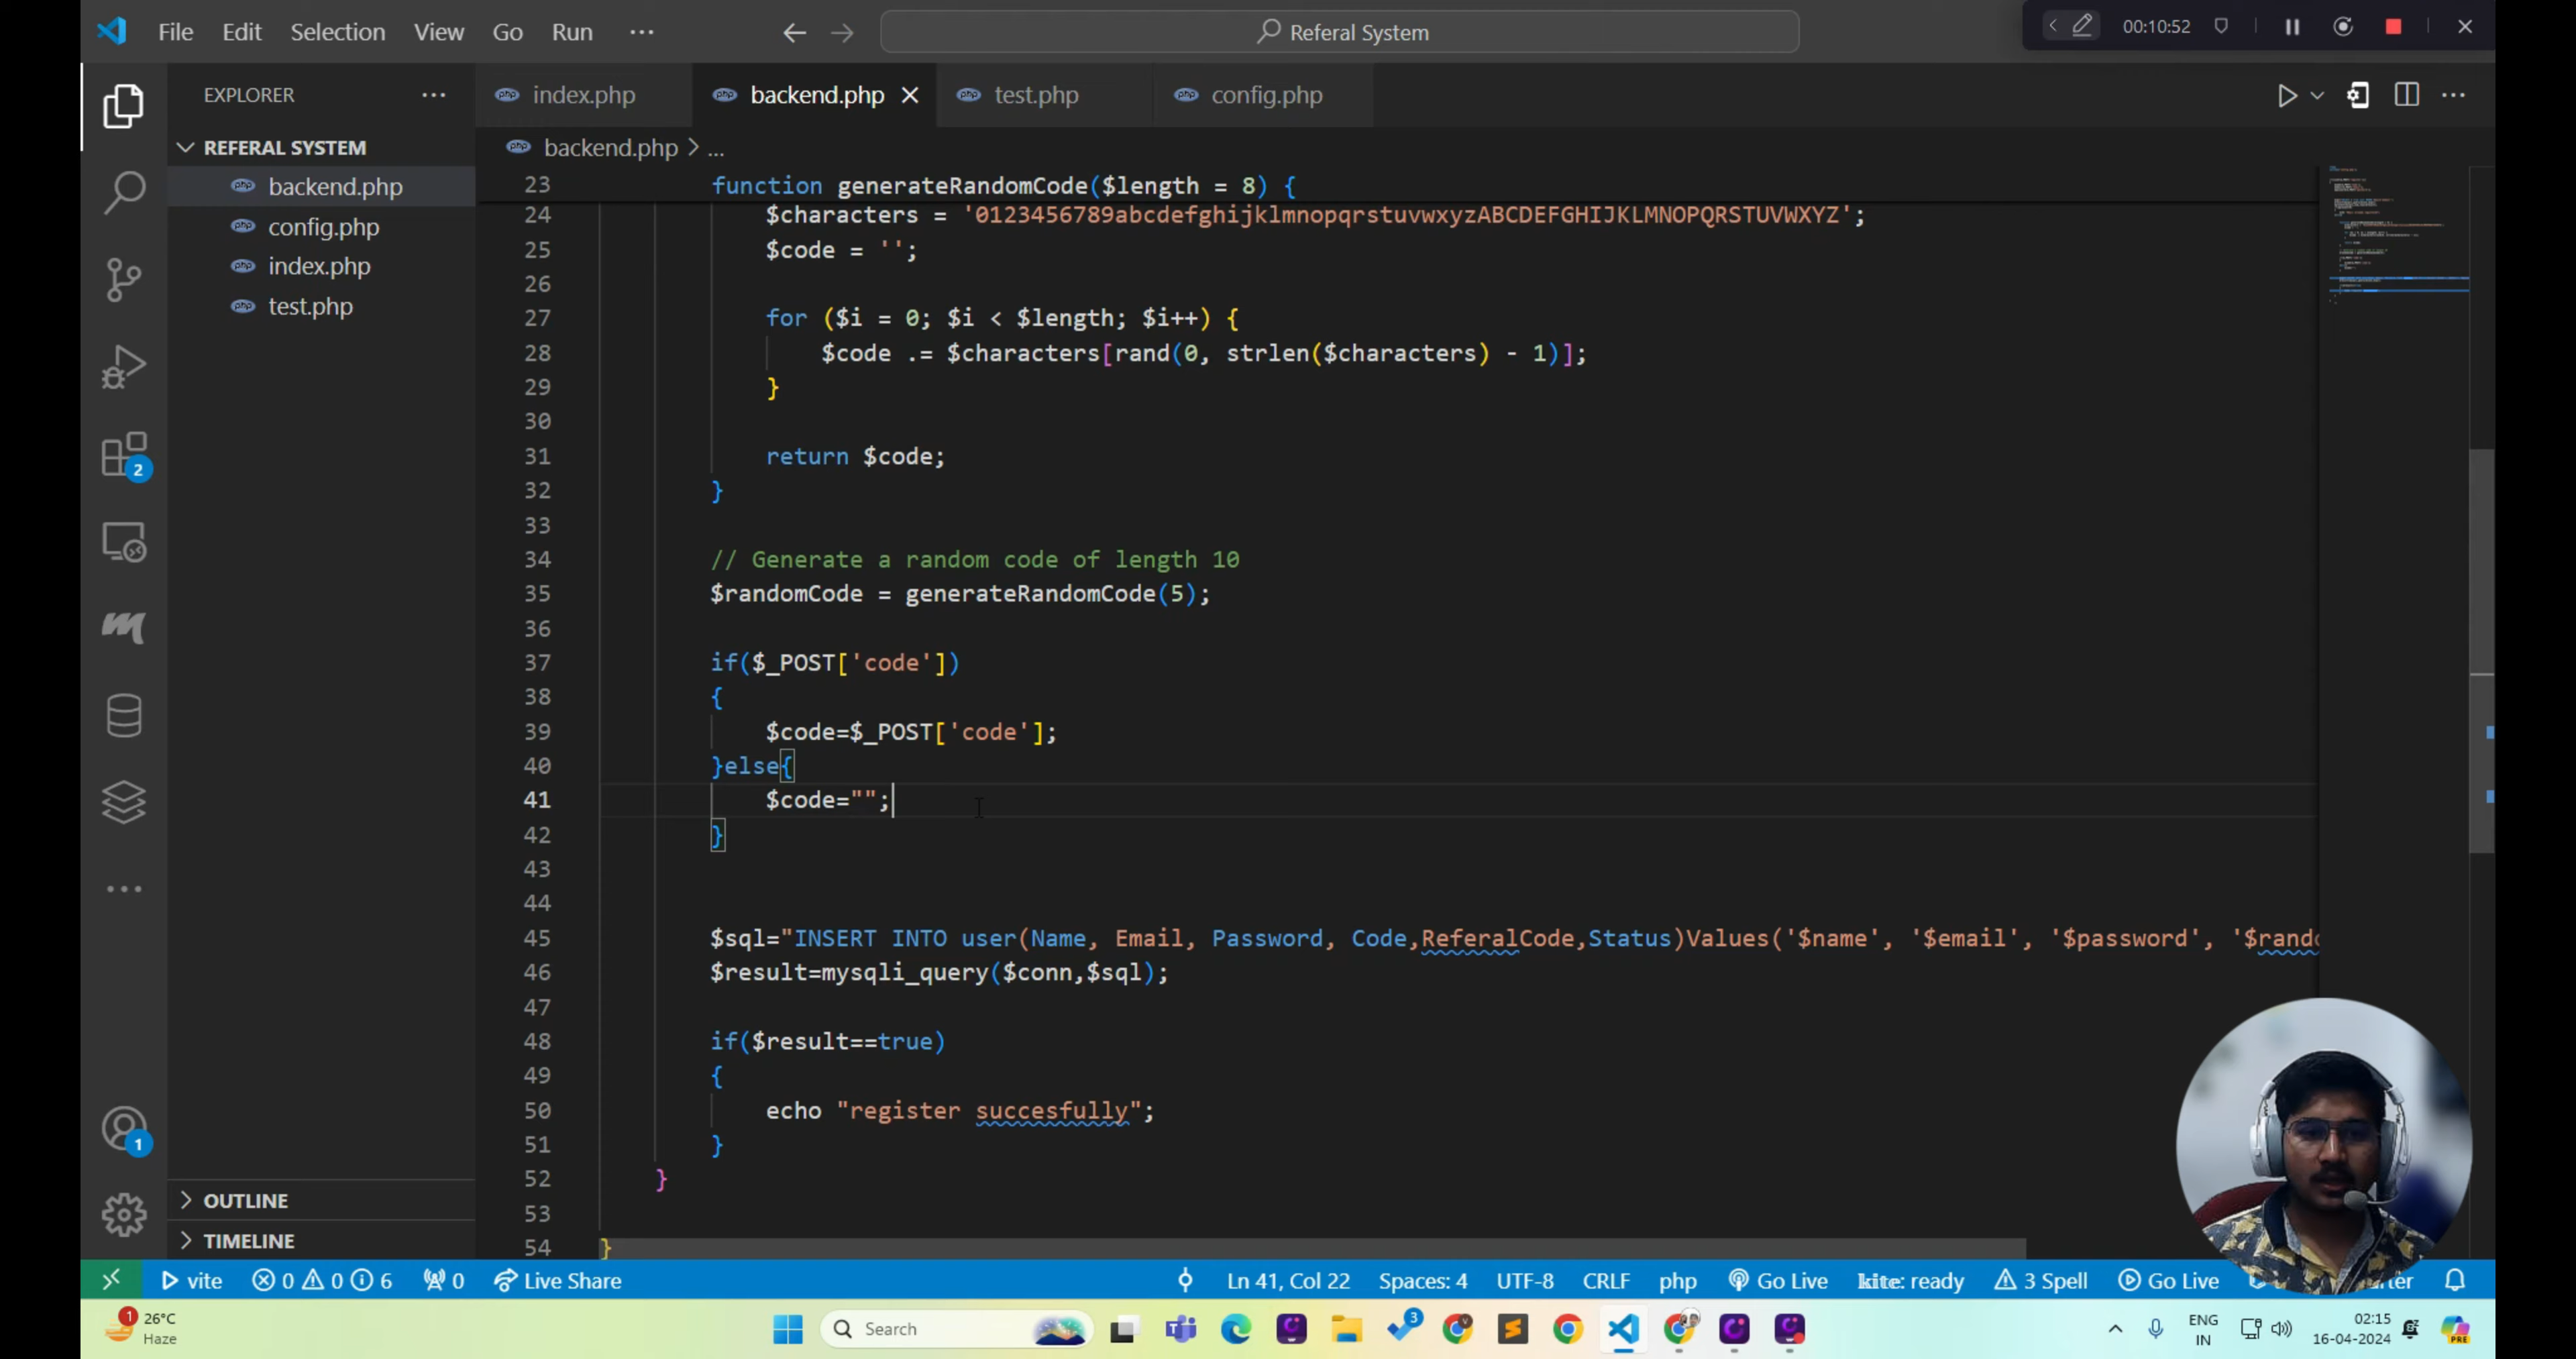 File Edit Selection View Go Run ...
Referal System
00:10:52
EXPLORER ...
index.php
backend.php
test.php
config.php
REFERAL SYSTEM
backend.php
config.php
index.php
test.php
backend.php > ...
23 function generateRandomCode($length = 8) {
24 $characters = '0123456789abcdefghijklmnopqrstuvwxyzABCDEFGHIJKLMNOPQRSTUVWXYZ';
25 $code = '';
26
27 for ($i = 0; $i < $length; $i++) {
28 $code .= $characters[rand(0, strlen($characters) - 1)];
29 }
30
31 return $code;
32 }
33
34 // Generate a random code of length 10
35 $randomCode = generateRandomCode(5);
36
37 if($_POST['code'])
38 {
39 $code=$_POST['code'];
40 }else{
41 $code="";
42 }
43
44
45 $sql="INSERT INTO user(Name, Email, Password, Code,ReferalCode,Status)Values('$name', '$email', '$password', '$rando
46 $result=mysqli_query($conn,$sql);
47
48 if($result==true)
49 {
50 echo "register succesfully";
51 }
52 }
53
54 }
2
1
OUTLINE
TIMELINE
vite 0 0 6 0 Live Share
Ln 41, Col 22 Spaces: 4 UTF-8 CRLF php Go Live kite: ready 3 Spell Go Live
1
26°C
Haze
Search
3
ENG
IN
02:15
16-04-2024
PRE